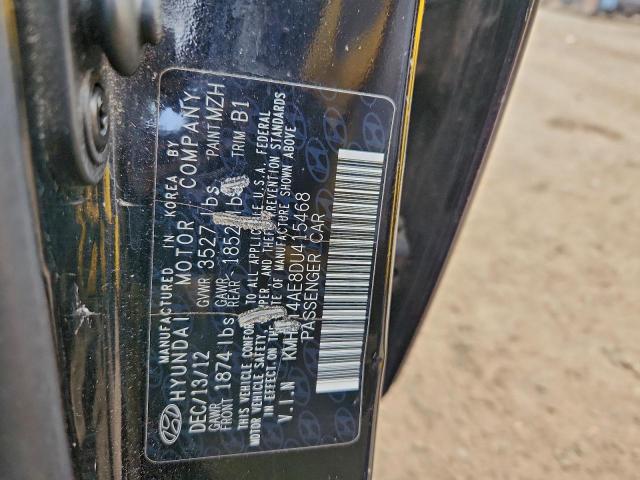 MANUFACTURED IN KOREA BY
HYUNDAI MOTOR COMPANY
DEC/13/12 GVWR 3527 lbs PAINT MZH
GAWR FRONT 1874 lbs GAWR REAR 1852 lbs TRIM B1
THIS VEHICLE CONFORMS TO ALL APPLICABLE U.S.A. FEDERAL
MOTOR VEHICLE SAFETY, BUMPER, AND THEFT PREVENTION STANDARDS
IN EFFECT ON THE DATE OF MANUFACTURE SHOWN ABOVE
V.I.N KMH 14AE8DU415468
PASSENGER CAR